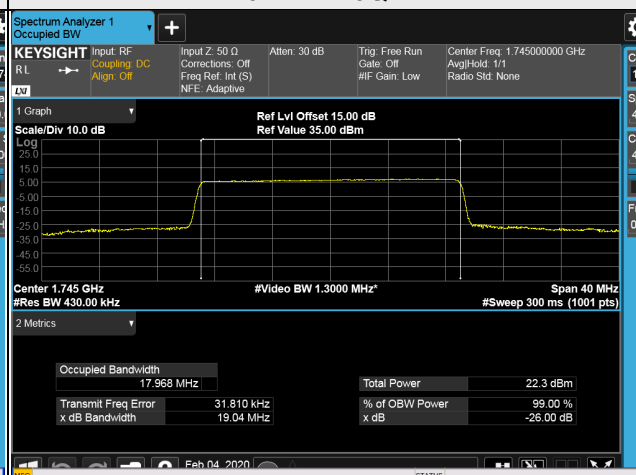 Spectrum Analyzer 1
Occupied BW
KEYSIGHT Input: RF Input Z: 50 Ω Atten: 30 dB Trig: Free Run Center Freq: 1.745000000 GHz
RL Coupling: DC Corrections: Off Gate: Off Avg|Hold: 1/1
Align: Off Freq Ref: Int (S) #IF Gain: Low Radio Std: None
LXI NFE: Adaptive
1 Graph
Ref Lvl Offset 15.00 dB
Scale/Div 10.0 dB Ref Value 35.00 dBm
Log
25.0
15.0
5.00
-5.00
-15.0
-25.0
-35.0
-45.0
-55.0
Center 1.745 GHz #Video BW 1.3000 MHz* Span 40 MHz
#Res BW 430.00 kHz #Sweep 300 ms (1001 pts)
2 Metrics
Occupied Bandwidth
17.968 MHz Total Power 22.3 dBm
Transmit Freq Error 31.810 kHz % of OBW Power 99.00 %
x dB Bandwidth 19.04 MHz x dB -26.00 dB
Feb 04, 2020
MSG STATUS